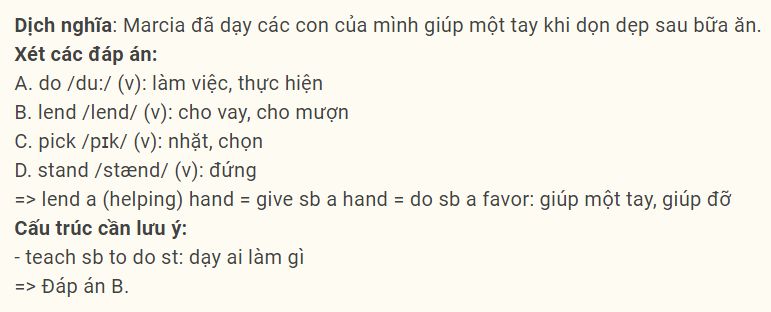 Dịch nghĩa: Marcia đã dạy các con của mình giúp một tay khi dọn dẹp sau bữa ăn.
Xét các đáp án:
A. do /du:/ (v): làm việc, thực hiện
B. lend /lend/ (v): cho vay, cho mượn
C. pick /pɪk/ (v): nhặt, chọn
D. stand /stænd/ (v): đứng
=> lend a (helping) hand = give sb a hand = do sb a favor: giúp một tay, giúp đỡ
Cấu trúc cần lưu ý:
- teach sb to do st: dạy ai làm gì
=> Đáp án B.